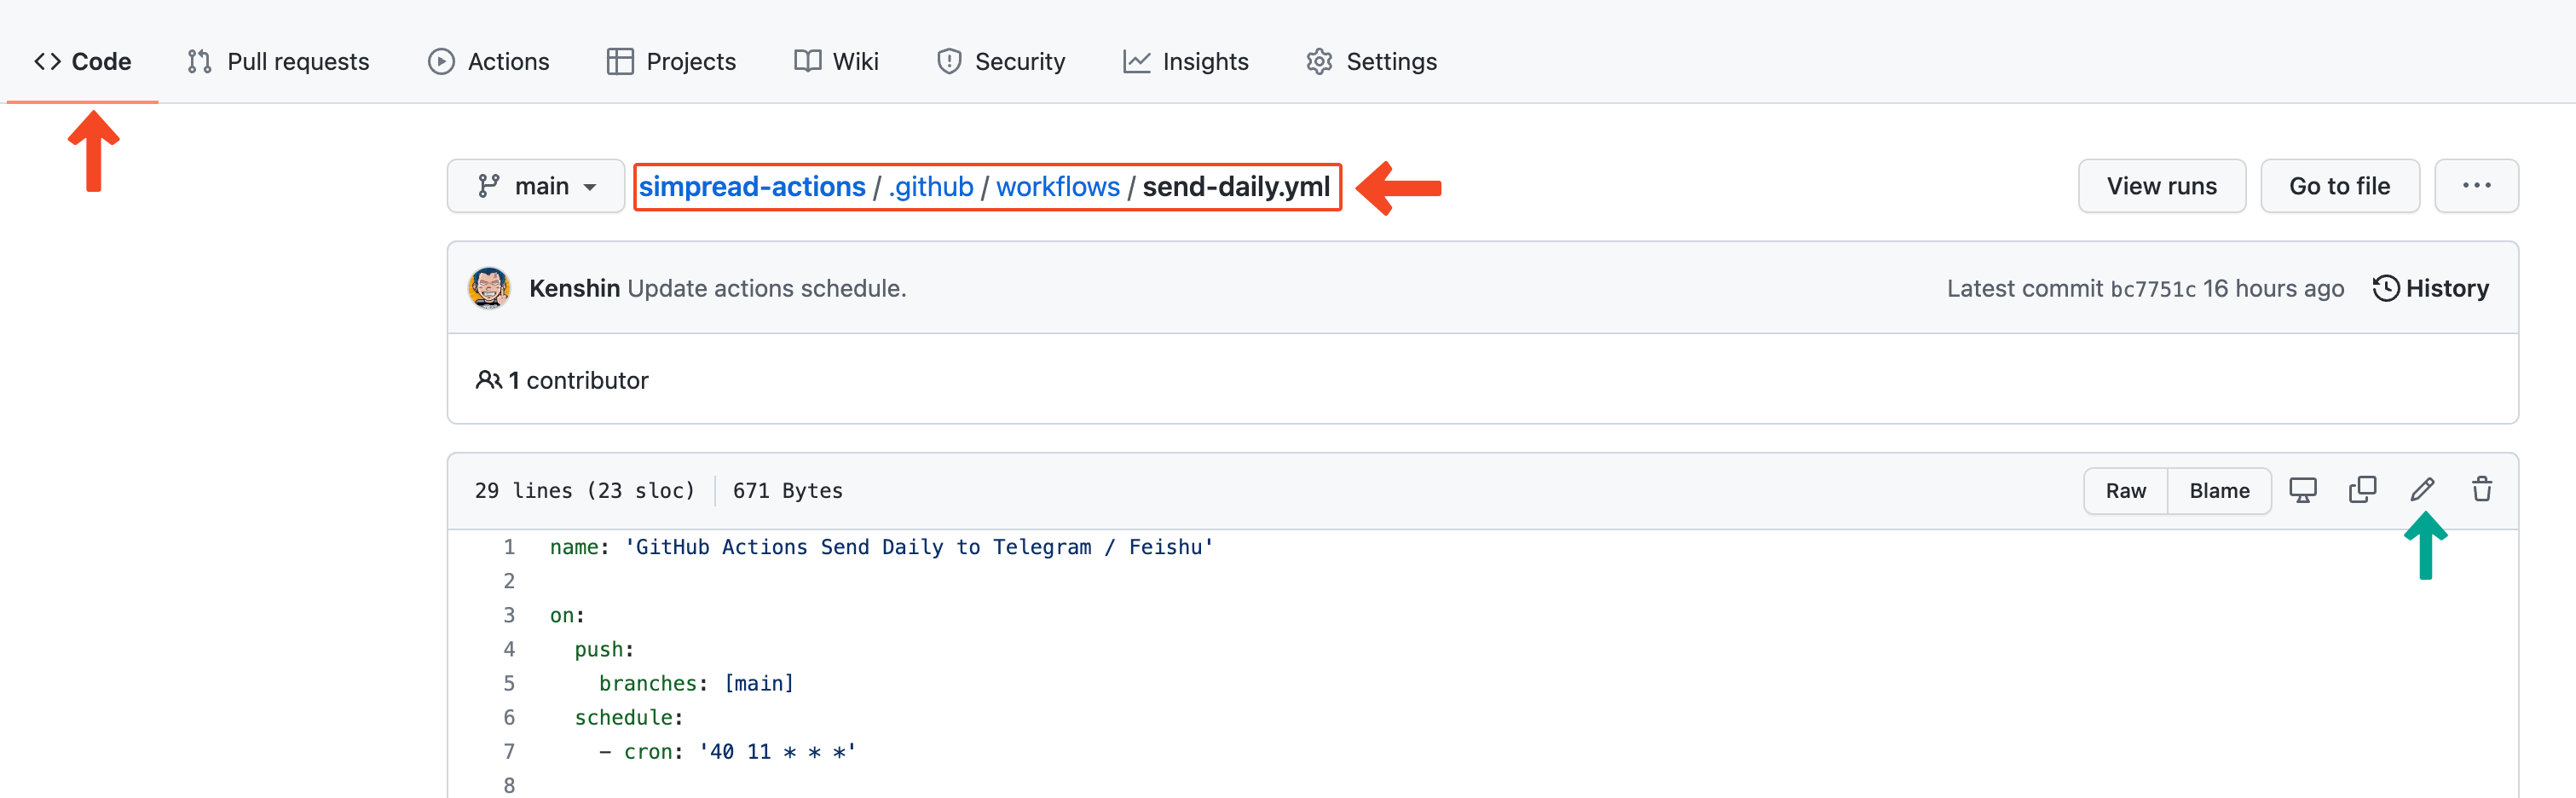 Code Pull requests Actions Projects Wiki Security Insights Settings
main simpread-actions / .github / workflows / send-daily.yml View runs Go to file ...
Kenshin Update actions schedule. Latest commit bc7751c 16 hours ago History
1 contributor
29 lines (23 sloc) 671 Bytes Raw Blame
1 name: 'GitHub Actions Send Daily to Telegram / Feishu'
2
3 on:
4 push:
5 branches: [main]
6 schedule:
7 - cron: '40 11 * * *'
8